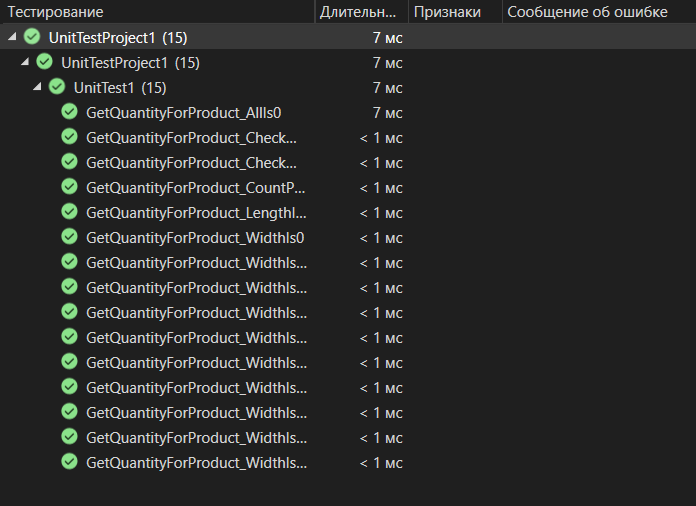 Тестирование Длительн... Признаки Сообщение об ошибке
UnitTestProject1 (15) 7 мс
UnitTestProject1 (15) 7 мс
UnitTest1 (15) 7 мс
GetQuantityForProduct_AllIs0 7 мс
GetQuantityForProduct_Check... < 1 мс
GetQuantityForProduct_Check... < 1 мс
GetQuantityForProduct_CountP... < 1 мс
GetQuantityForProduct_LengthI... < 1 мс
GetQuantityForProduct_WidthIs0 < 1 мс
GetQuantityForProduct_WidthIs... < 1 мс
GetQuantityForProduct_WidthIs... < 1 мс
GetQuantityForProduct_WidthIs... < 1 мс
GetQuantityForProduct_WidthIs... < 1 мс
GetQuantityForProduct_WidthIs... < 1 мс
GetQuantityForProduct_WidthIs... < 1 мс
GetQuantityForProduct_WidthIs... < 1 мс
GetQuantityForProduct_WidthIs... < 1 мс
GetQuantityForProduct_WidthIs... < 1 мс